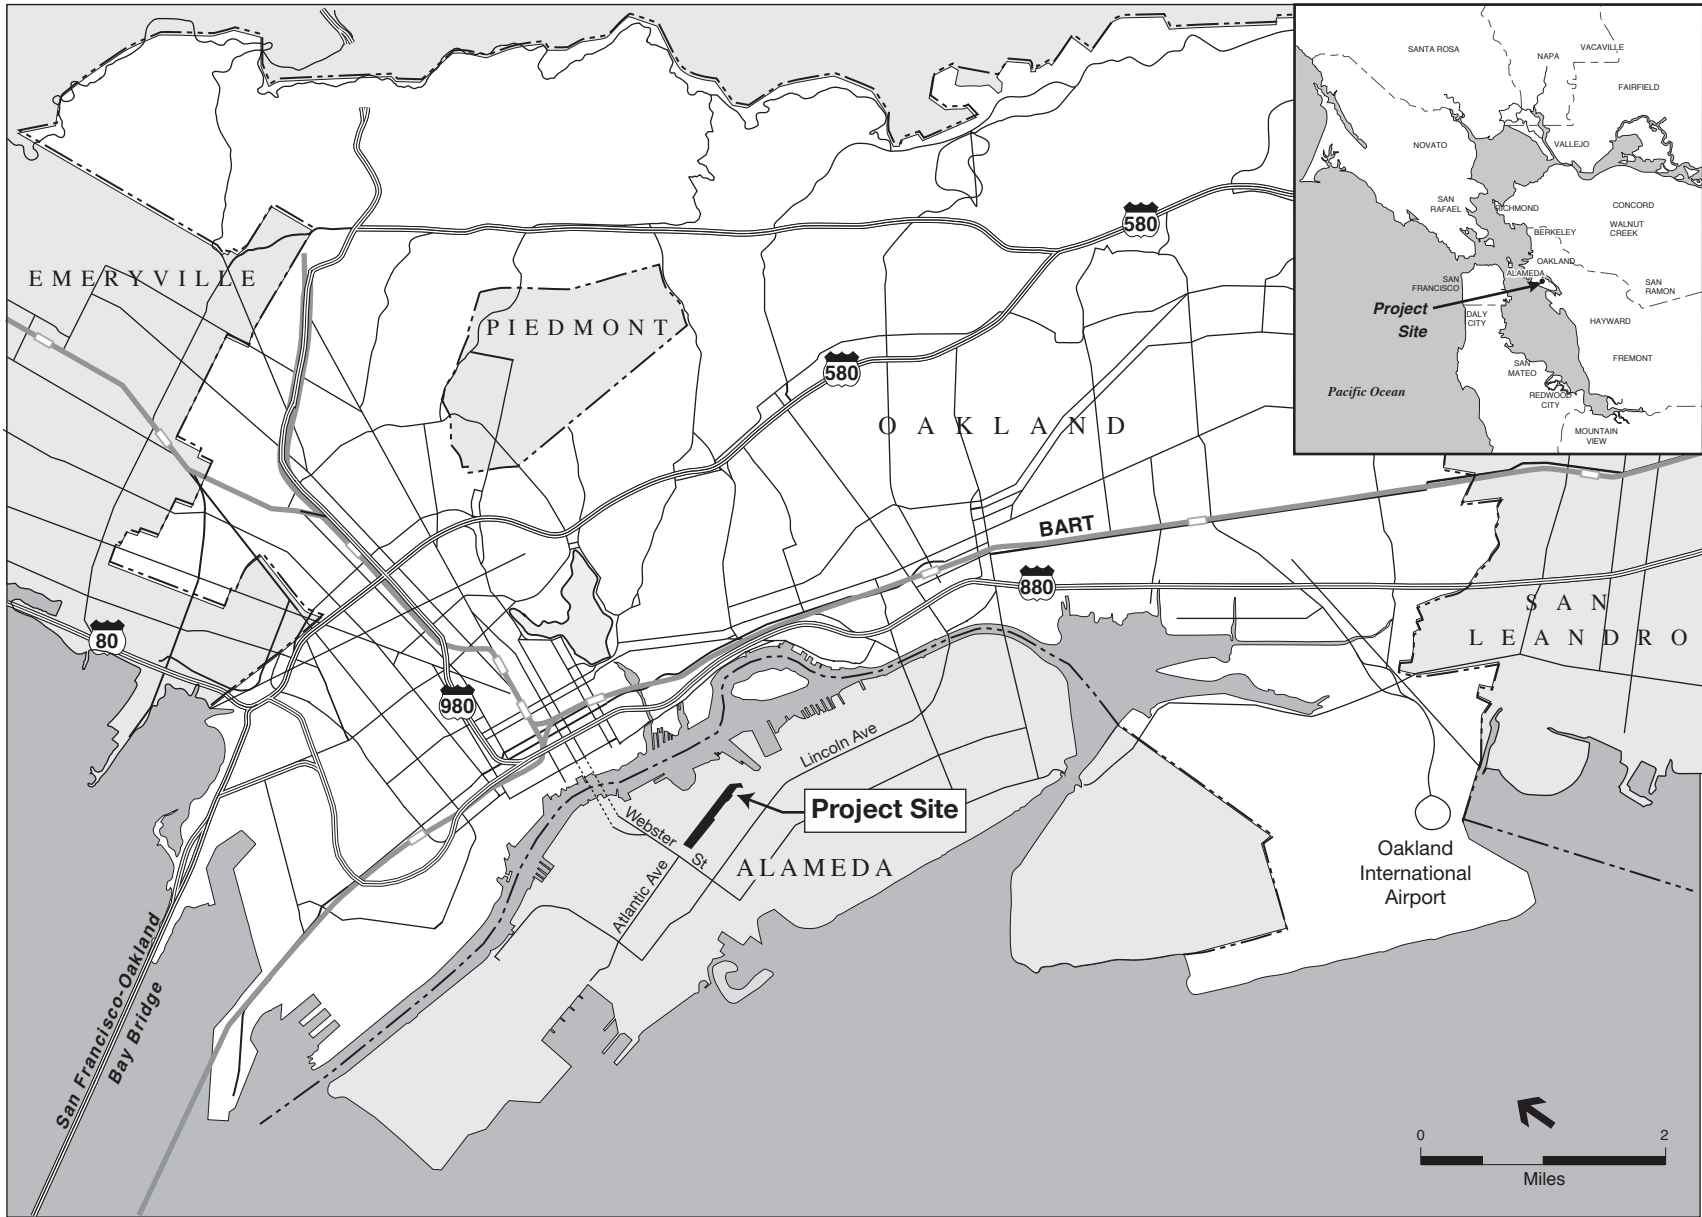 EMERYVILLE
PIEDMONT
OAKLAND
580
580
BART
880
80
980
SAN
LEANDRO
Lincoln Ave
Project Site
Webster
St
ALAMEDA
Atlantic Ave
Oakland
International
Airport
San Francisco-Oakland
Bay Bridge
0
2
Miles
SANTA ROSA
NAPA
VACAVILLE
FAIRFIELD
NOVATO
VALLEJO
SAN
RAFAEL
RICHMOND
CONCORD
BERKELEY
WALNUT
CREEK
OAKLAND
ALAMEDA
SAN
FRANCISCO
SAN
RAMON
Project
Site
DALY
CITY
HAYWARD
SAN
MATEO
FREMONT
Pacific Ocean
REDWOOD
CITY
MOUNTAIN
VIEW